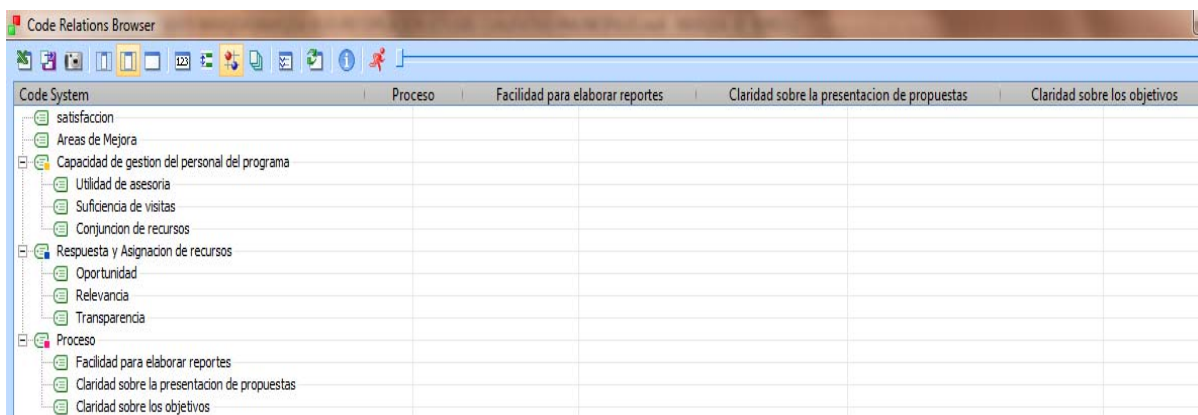 Code Relations Browser
123
Code System Proceso Facilidad para elaborar reportes Claridad sobre la presentacion de propuestas Claridad sobre los objetivos
satisfaccion
Areas de Mejora
Capacidad de gestion del personal del programa
Utilidad de asesoria
Suficiencia de visitas
Conjuncion de recursos
Respuesta y Asignacion de recursos
Oportunidad
Relevancia
Transparencia
Proceso
Facilidad para elaborar reportes
Claridad sobre la presentacion de propuestas
Claridad sobre los objetivos